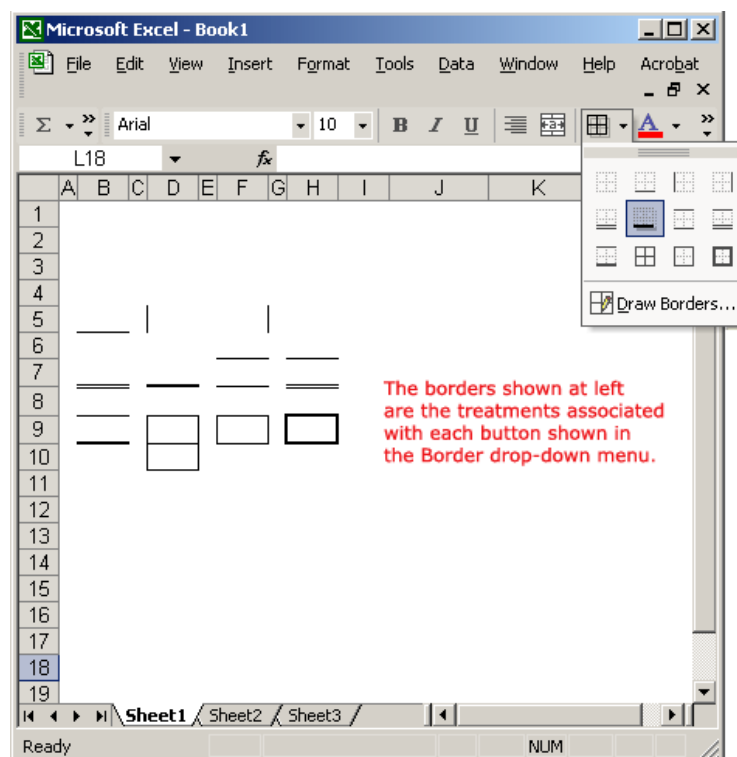 Microsoft Excel - Book1
File Edit View Insert Format Tools Data Window Help Acrobat
Σ Arial 10 B I U A
L18 fx
A B C D E F G H I J K
1
2
3
4
5
6
7
8
9
10
11
12
13
14
15
16
17
18
19
Draw Borders...
The borders shown at left
are the treatments associated
with each button shown in
the Border drop-down menu.
Sheet1 Sheet2 Sheet3
Ready NUM